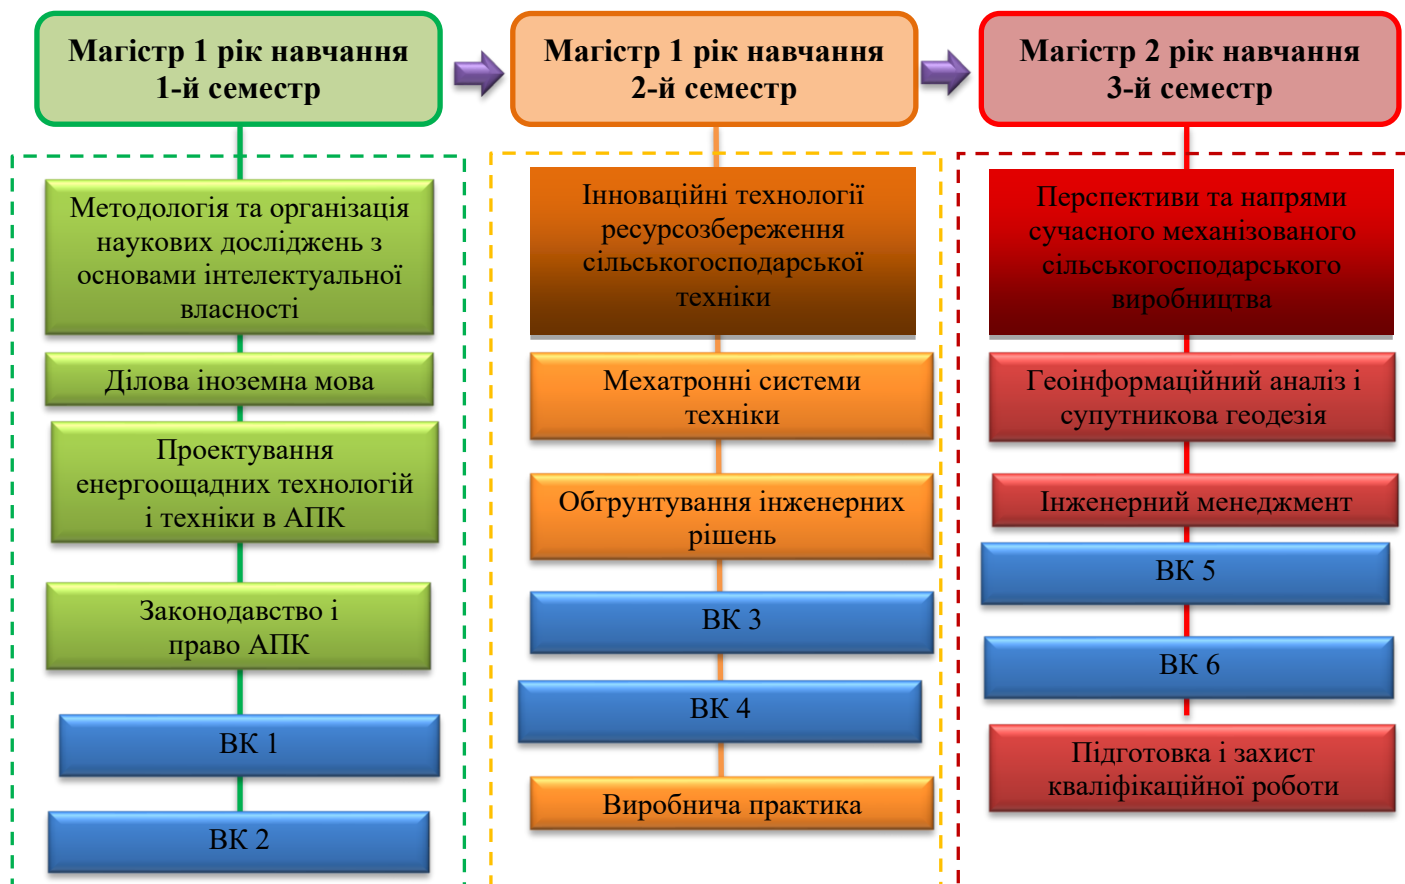 Магістр 1 рік навчання
1-й семестр
Методологія та організація
наукових досліджень з
основами інтелектуальної
власності
Ділова іноземна мова
Проектування
енергоощадних технологій
і техніки в АПК
Законодавство і
право АПК
ВК 1
ВК 2
Магістр 1 рік навчання
2-й семестр
Інноваційні технології
ресурсозбереження
сільськогосподарської
техніки
Мехатронні системи
техніки
Обгрунтування інженерних
рішень
ВК 3
ВК 4
Виробнича практика
Магістр 2 рік навчання
3-й семестр
Перспективи та напрями
сучасного механізованого
сільськогосподарського
виробництва
Геоінформаційний аналіз і
супутникова геодезія
Інженерний менеджмент
ВК 5
ВК 6
Підготовка і захист
кваліфікаційної роботи